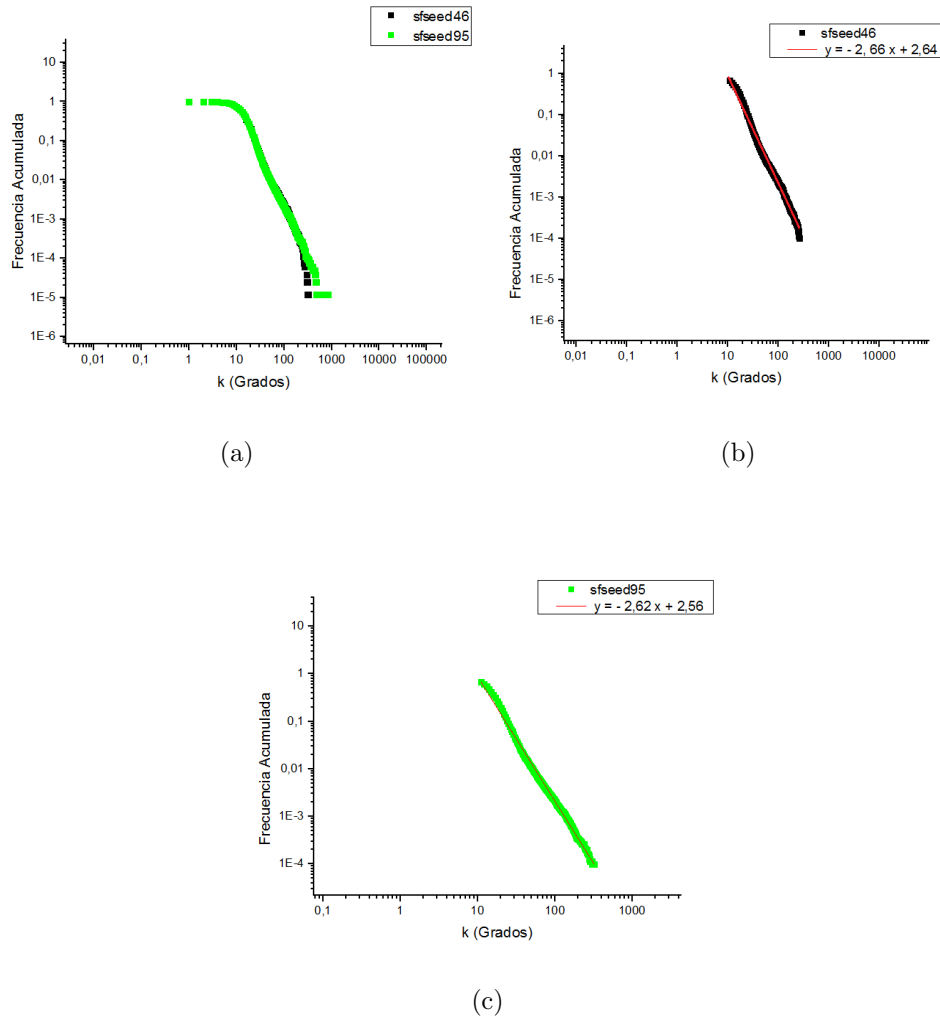 sfseed46
sfseed95
10
1
0,1
0,01
1E-3
1E-4
1E-5
1E-6
Frecuencia Acumulada
0,01 0,1 1 10 100 1000 10000 100000
k (Grados)
(a)
sfseed46
y = - 2, 66 x + 2,64
1
0,1
0,01
1E-3
1E-4
1E-5
1E-6
Frecuencia Acumulada
0,01 0,1 1 10 100 1000 10000
k (Grados)
(b)
sfseed95
y = - 2,62 x + 2,56
10
1
0,1
0,01
1E-3
1E-4
Frecuencia Acumulada
0,1 1 10 100 1000
k (Grados)
(c)